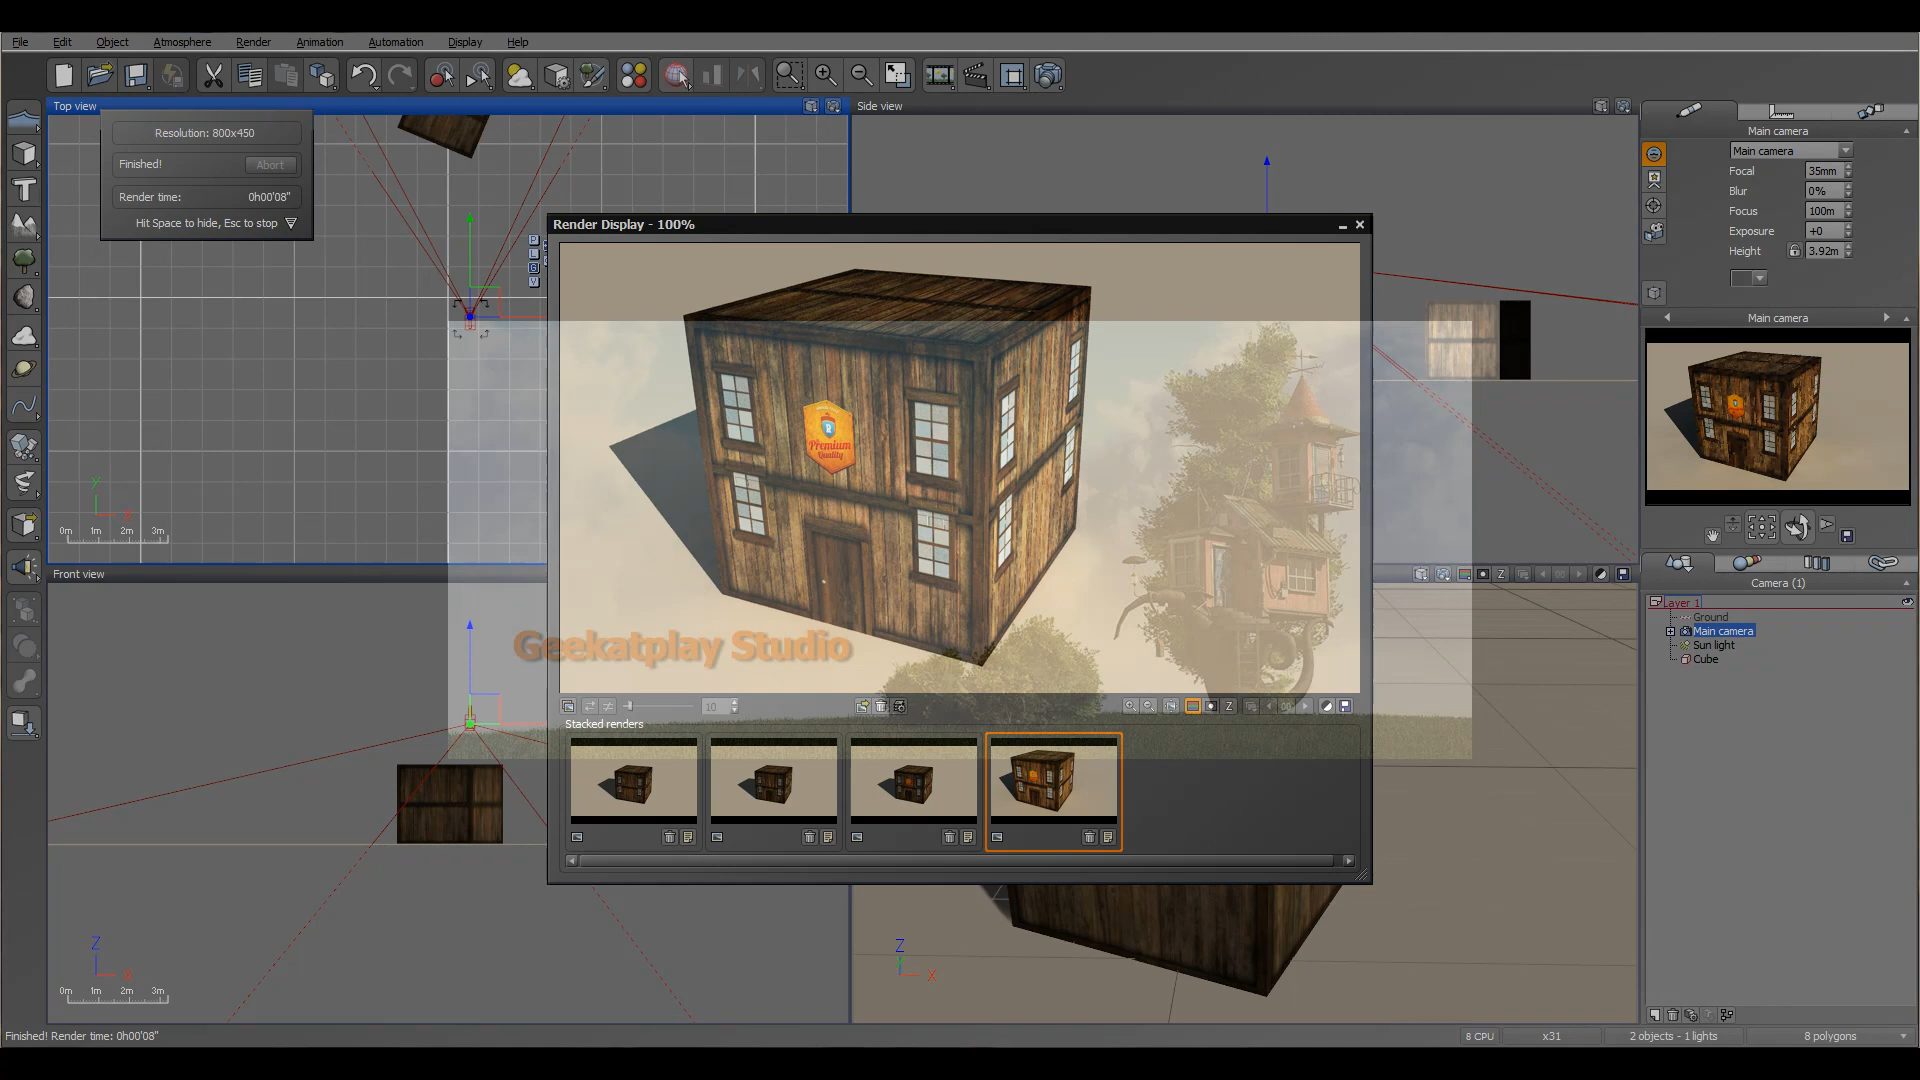 File Edit Object Atmosphere Render Animation Automation Display Help
Top view
Side view
Resolution: 800x450
Finished! Abort
Render time: 0h00'08"
Hit Space to hide, Esc to stop
Render Display - 100%
P
L
G
V
Premium
Quality
Geekatplay Studio
10
Z
Stacked renders
Y
X
0m 1m 2m 3m
Front view
Z
X
0m 1m 2m 3m
Z
X
Z
Main camera
Main camera
Focal 35mm
Blur 0%
Focus 100m
Exposure +0
Height 3.92m
Main camera
Camera (1)
Layer 1
Ground
Main camera
Sun light
Cube
Finished! Render time: 0h00'08"
8 CPU x31 2 objects - 1 lights 8 polygons